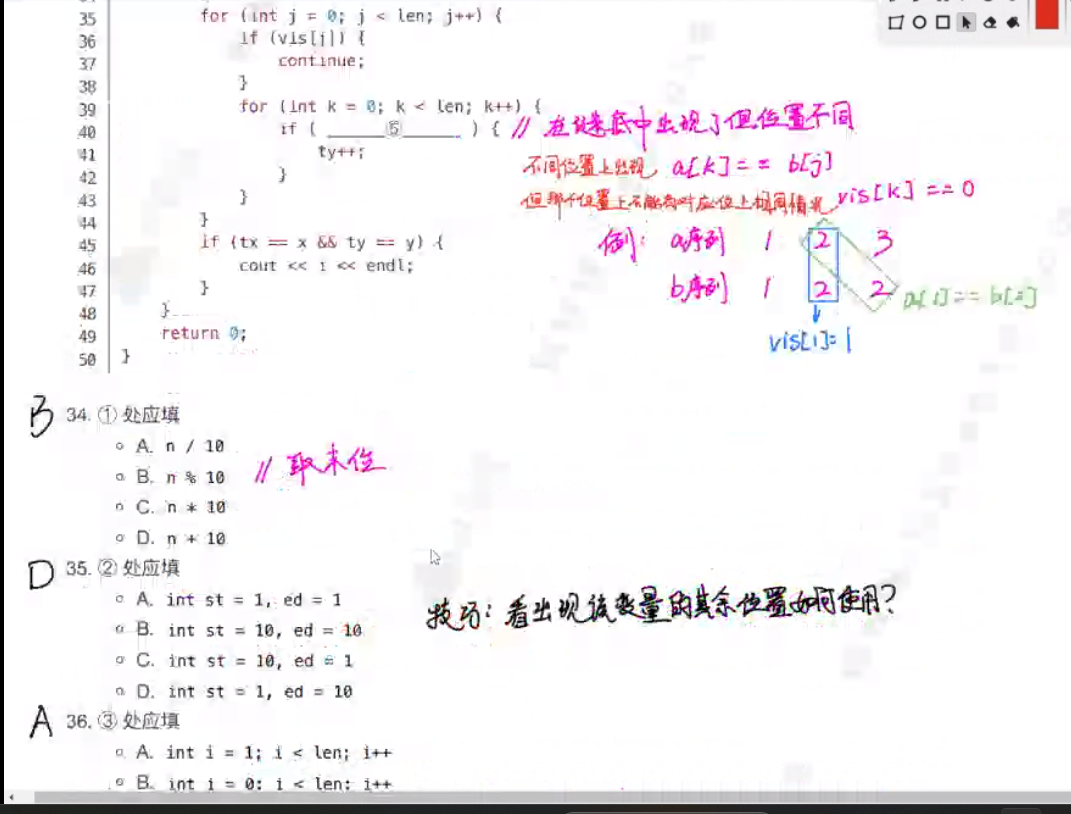 35 for (int j = 0; j < len; j++) {
36 if (vis[j]) {
37 continue;
38 }
39 for (int k = 0; k < len; k++) {
40 if ( ______⑤______ ) { // 在谜底中出现了但位置不同
41 ty++;
不同位置上出现 a[k]== b[j]
42 }
43 }
但那个位置上不能有对应位上相同情况 vis[k] == 0
44 }
45 if (tx == x && ty == y) {
例: a序列 1 2 3
46 cout << i << endl;
47 }
b序列 1 2 2 a[1]== b[2]
48 }
49 return 0;
vis[1]=1
50 }
B 34. ① 处应填
A. n / 10
B. n % 10 // 取末位
C. n * 10
D. n + 10
D 35. ② 处应填
A. int st = 1, ed = 1
技巧: 看出现该变量的其余位置如何使用?
B. int st = 10, ed = 10
C. int st = 10, ed = 1
D. int st = 1, ed = 10
A 36. ③ 处应填
A. int i = 1; i < len; i++
B. int i = 0; i < len; i++